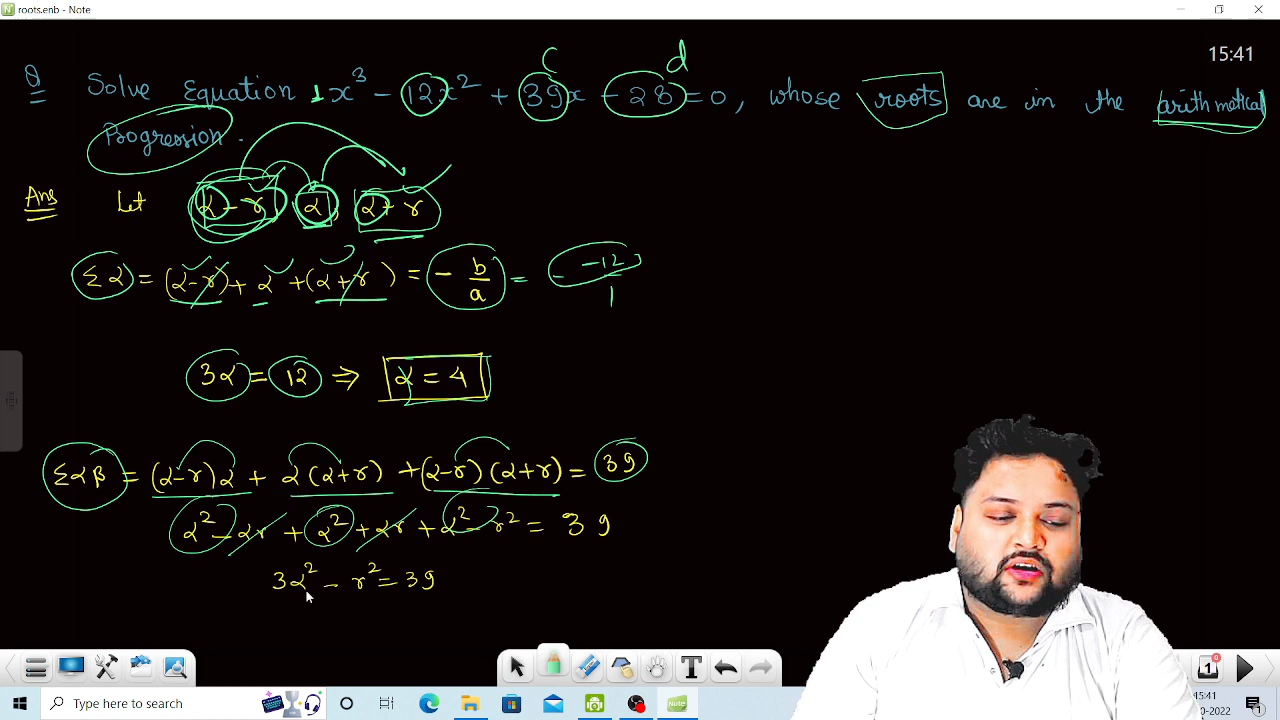 roots.enb - Note
15:41
c d
Q Solve Equation 1x³ - 12x² + 39x - 28 = 0, whose roots are in the arithmetical
Progression.
Ans Let α - r, α, α + r
Σα = (α-r) + α + (α+r) = - b/a = - -12/1
3α = 12 ⇒ α = 4
Σαβ = (α-r)α + α(α+r) + (α-r)(α+r) = 39
α² - αr + α² + αr + α² - r² = 39
3α² - r² = 39
Type here to search
15:41
0-2022